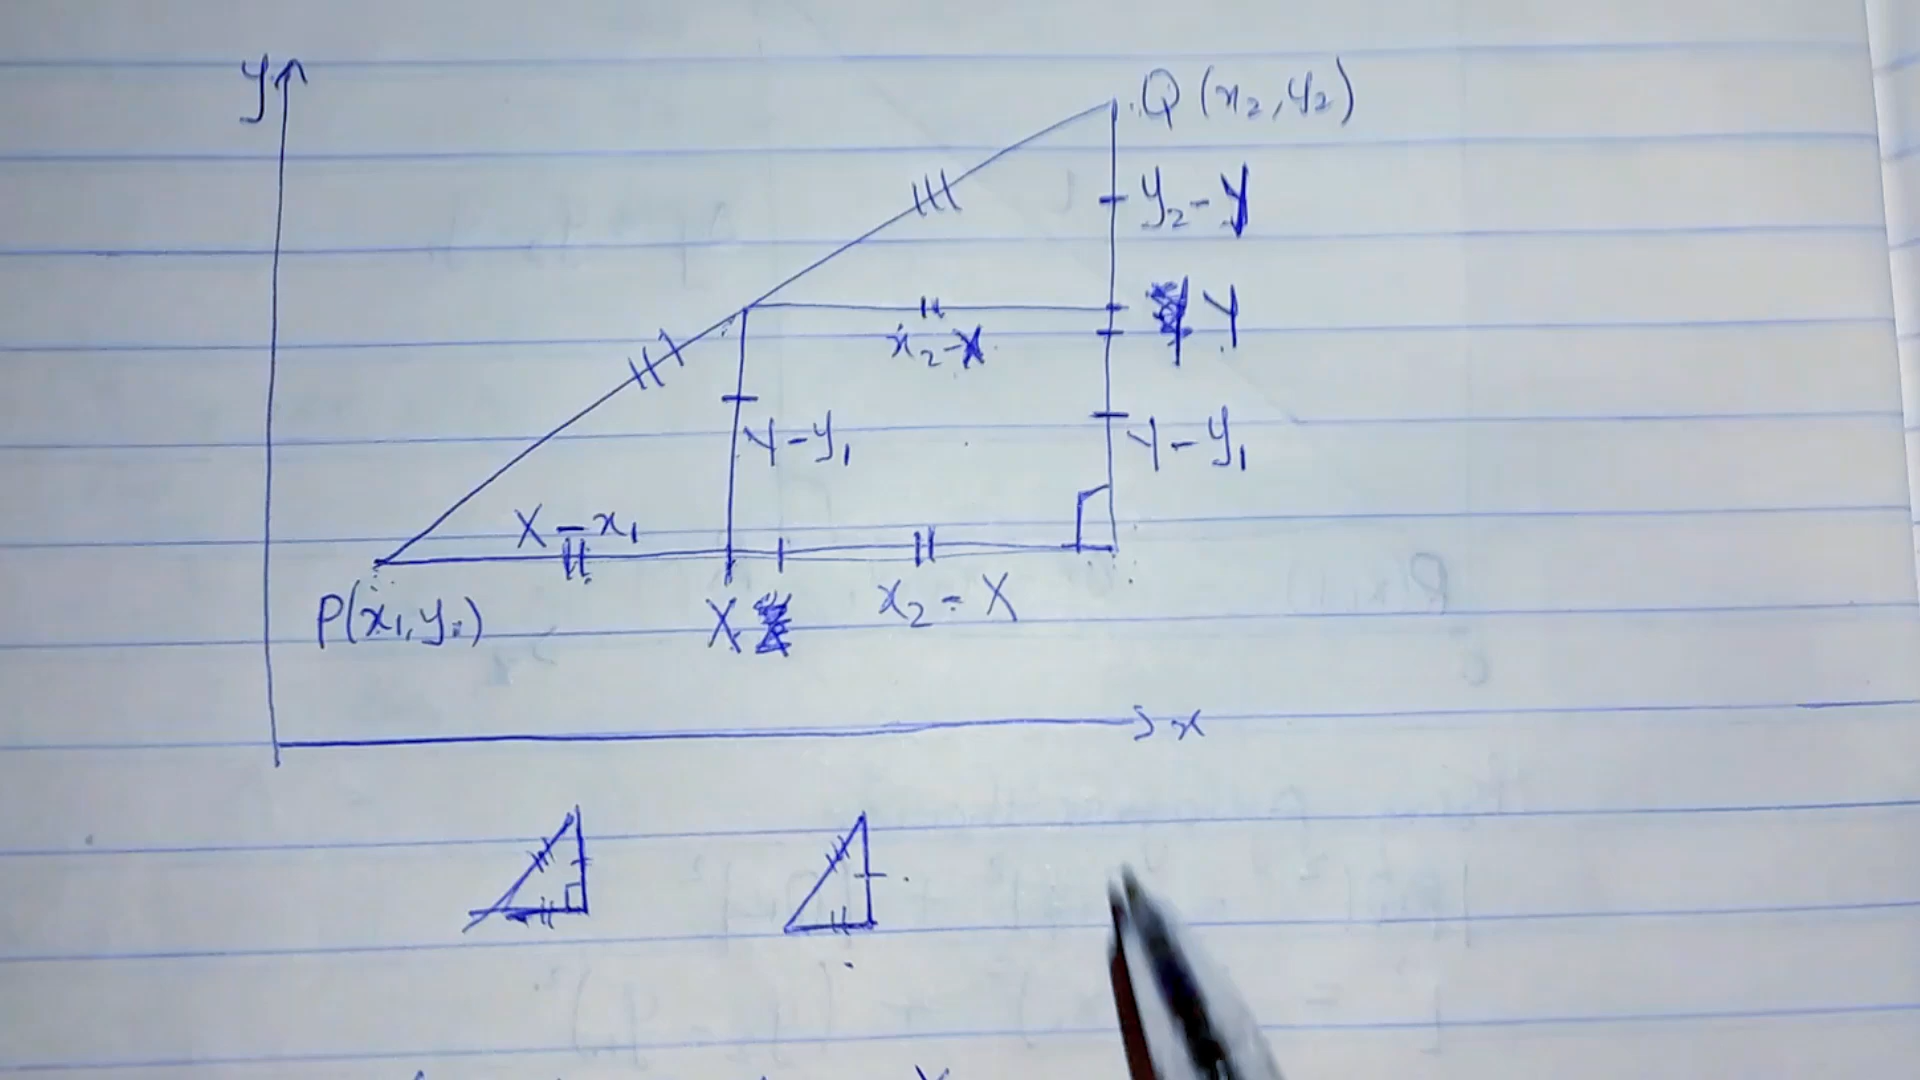 y
Q (x₂, y₂)
y₂ - y
Y
x₂ - X
Y - y₁
Y - y₁
X - x₁
P(x₁, y₁)
X
x₂ - X
x